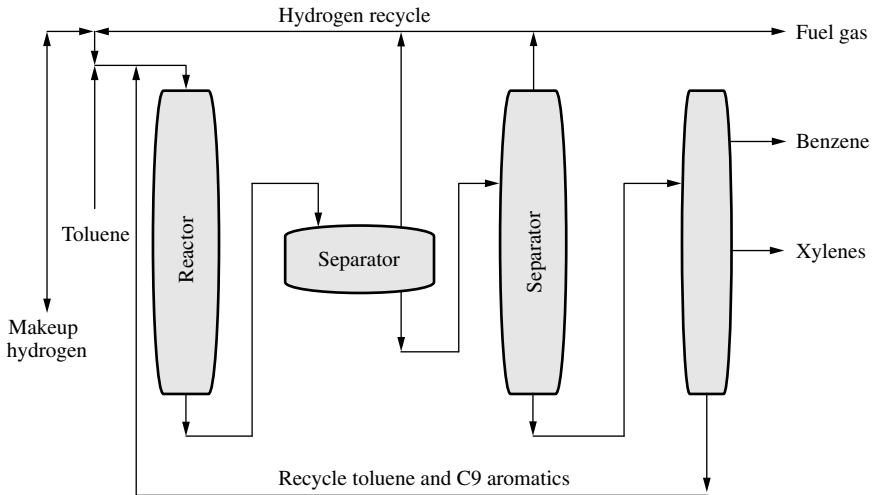 Hydrogen recycle
Fuel gas
Benzene
Toluene
Reactor
Separator
Separator
Xylenes
Makeup
hydrogen
Recycle toluene and C9 aromatics